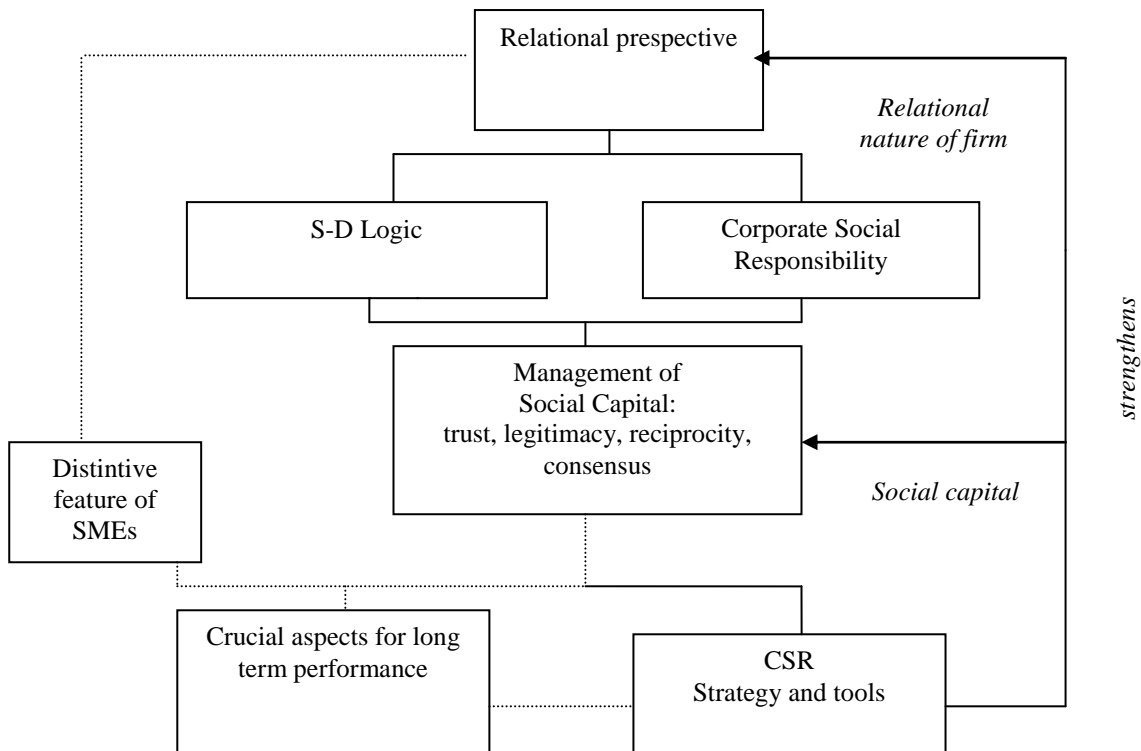 Relational prespective
Relational
nature of firm
S-D Logic
Corporate Social
Responsibility
strengthens
Management of
Social Capital:
trust, legitimacy, reciprocity,
consensus
Distintive
feature of
SMEs
Social capital
Crucial aspects for long
term performance
CSR
Strategy and tools